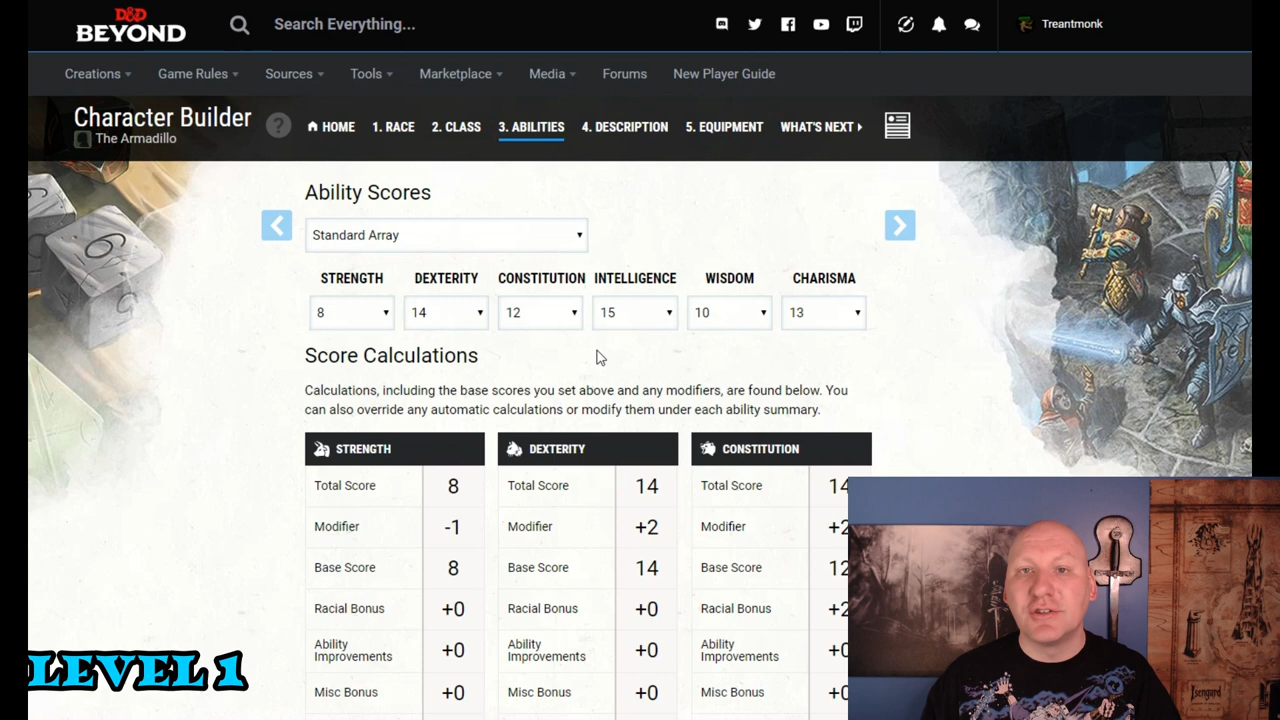 D&D
BEYOND
Search Everything...
Treantmonk
Creations
Game Rules
Sources
Tools
Marketplace
Media
Forums
New Player Guide
Character Builder
The Armadillo
?
HOME
1. RACE
2. CLASS
3. ABILITIES
4. DESCRIPTION
5. EQUIPMENT
WHAT'S NEXT
Ability Scores
Standard Array
STRENGTH DEXTERITY CONSTITUTION INTELLIGENCE WISDOM CHARISMA
8 14 12 15 10 13
Score Calculations
Calculations, including the base scores you set above and any modifiers, are found below. You
can also override any automatic calculations or modify them under each ability summary.
STRENGTH
Total Score 8
Modifier -1
Base Score 8
Racial Bonus +0
Ability
Improvements +0
Misc Bonus +0
DEXTERITY
Total Score 14
Modifier +2
Base Score 14
Racial Bonus +0
Ability
Improvements +0
Misc Bonus +0
CONSTITUTION
Total Score 14
Modifier +2
Base Score 12
Racial Bonus +2
Ability
Improvements +0
Misc Bonus +0
LEVEL 1
Isengard